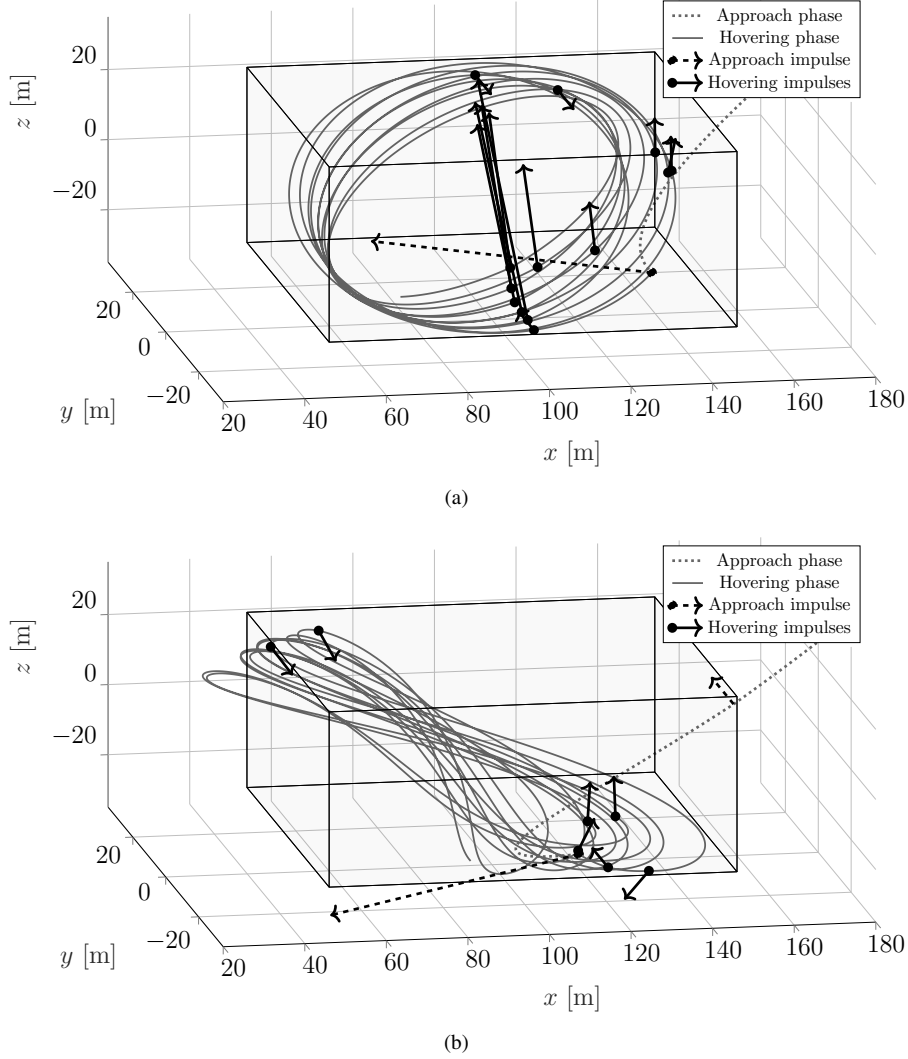 Approach phase
Hovering phase
Approach impulse
Hovering impulses
z [m]
20
0
−20
20
0
−20
y [m]
20
40
60
80
100
120
140
160
180
x [m]
(a)
Approach phase
Hovering phase
Approach impulse
Hovering impulses
z [m]
20
0
−20
20
0
−20
y [m]
20
40
60
80
100
120
140
160
180
x [m]
(b)